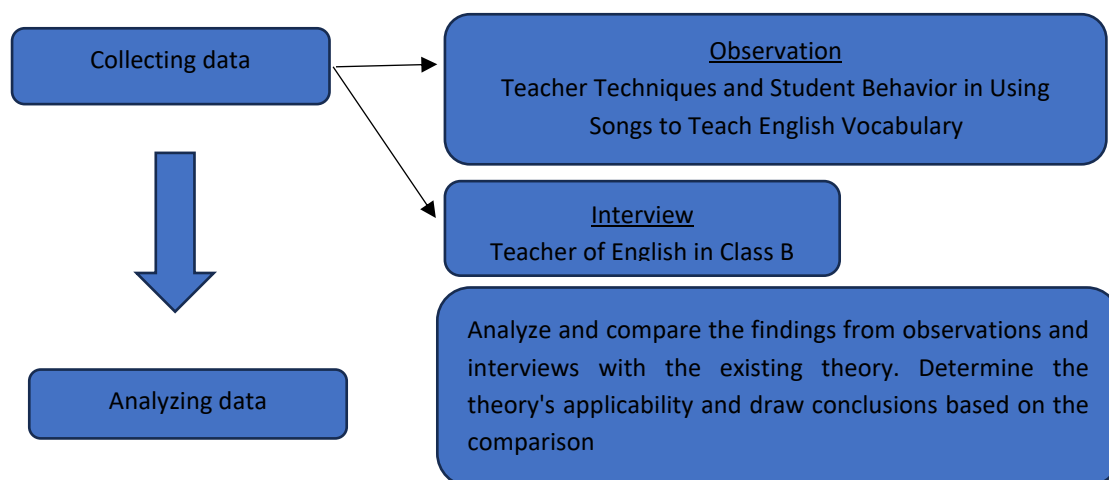 Collecting data
Observation
Teacher Techniques and Student Behavior in Using
Songs to Teach English Vocabulary
Interview
Teacher of English in Class B
Analyzing data
Analyze and compare the findings from observations and
interviews with the existing theory. Determine the
theory's applicability and draw conclusions based on the
comparison